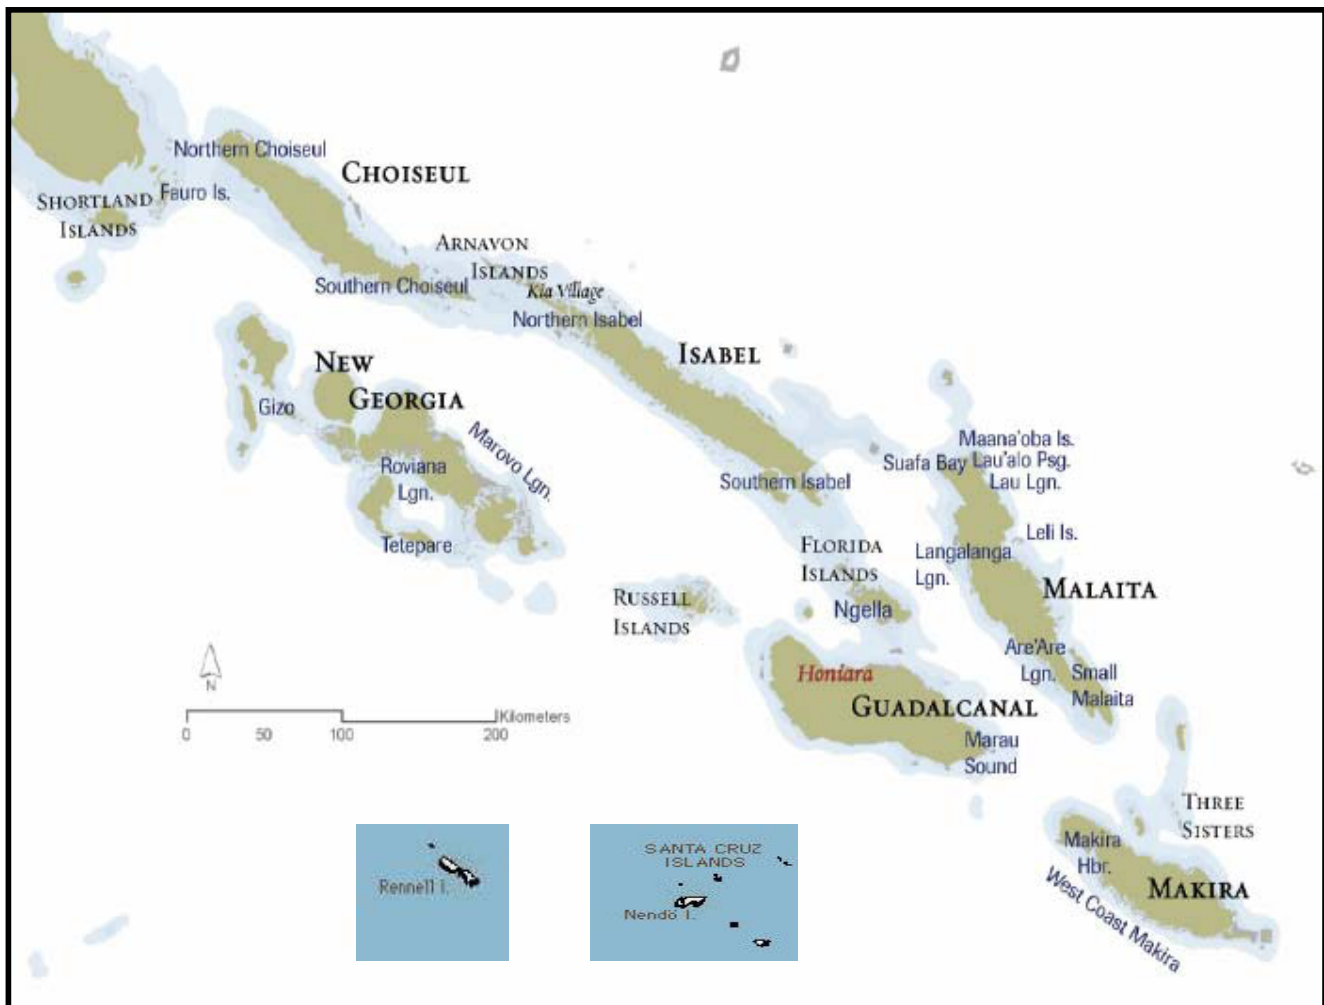 Northern Choiseul
CHOISEUL
SHORTLAND
ISLANDS
Fauro Is.
ARNAVON
ISLANDS
Southern Choiseul
Kia Village
Northern Isabel
NEW
GEORGIA
ISABEL
Gizo
Marovo Lgn.
Roviana
Lgn.
Tetepare
Southern Isabel
Maana'oba Is.
Suafa Bay
Lau'alo Psg.
Lau Lgn.
Leli Is.
Langalanga
Lgn.
FLORIDA
ISLANDS
MALAITA
RUSSELL
ISLANDS
Ngella
Are'Are
Lgn.
Small
Malaita
Honiara
GUADALCANAL
Marau
Sound
N
Kilometers
0 50 100 200
THREE
SISTERS
Makira
Hbr.
MAKIRA
West Coast Makira
Rennell I.
SANTA CRUZ
ISLANDS
Nendö I.